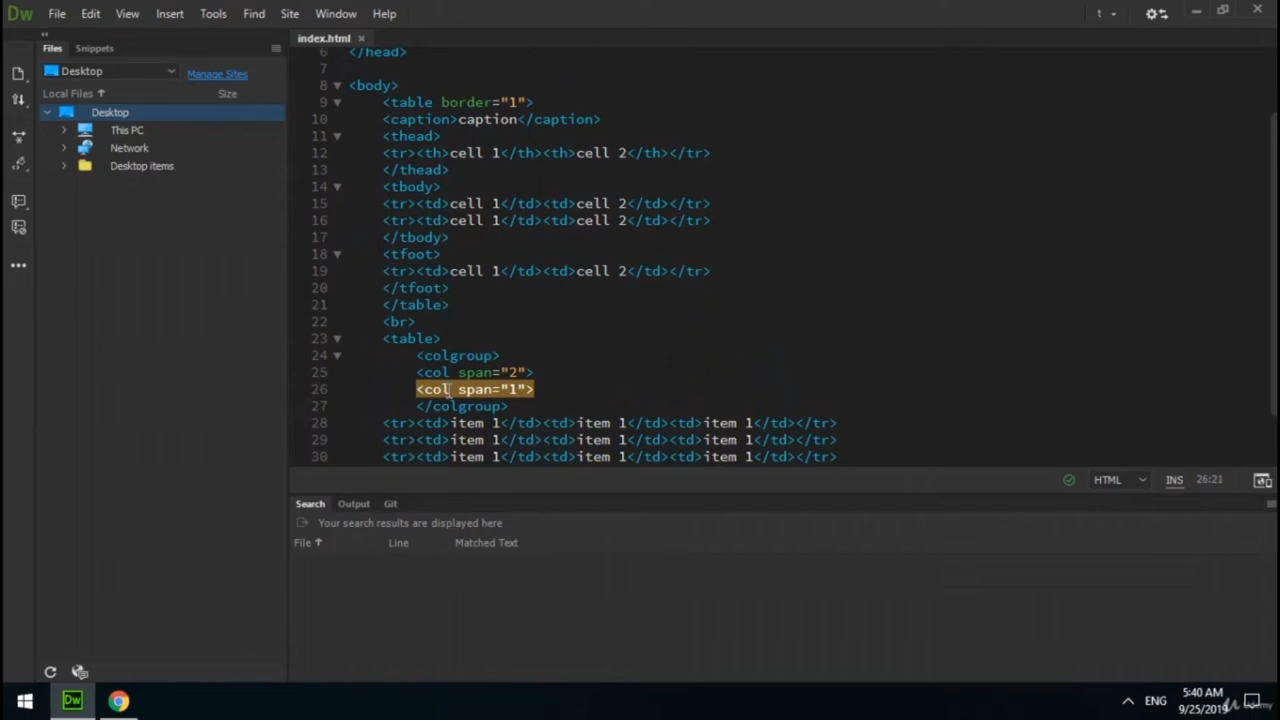 Dw File Edit View Insert Tools Find Site Window Help t
Files Snippets
index.html
Desktop Manage Sites
Local Files Size
Desktop
This PC
Network
Desktop items
6 </head>
7
8 <body>
9 <table border="1">
10 <caption>caption</caption>
11 <thead>
12 <tr><th>cell 1</th><th>cell 2</th></tr>
13 </thead>
14 <tbody>
15 <tr><td>cell 1</td><td>cell 2</td></tr>
16 <tr><td>cell 1</td><td>cell 2</td></tr>
17 </tbody>
18 <tfoot>
19 <tr><td>cell 1</td><td>cell 2</td></tr>
20 </tfoot>
21 </table>
22 <br>
23 <table>
24 <colgroup>
25 <col span="2">
26 <col span="1">
27 </colgroup>
28 <tr><td>item 1</td><td>item 1</td><td>item 1</td></tr>
29 <tr><td>item 1</td><td>item 1</td><td>item 1</td></tr>
30 <tr><td>item 1</td><td>item 1</td><td>item 1</td></tr>
HTML INS 26:21
Search Output Git
Your search results are displayed here
File Line Matched Text
Dw ENG 5:40 AM
9/25/2019
Udemy